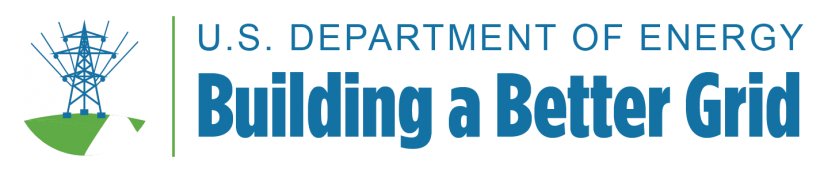 U.S. DEPARTMENT OF ENERGY
Building a Better Grid